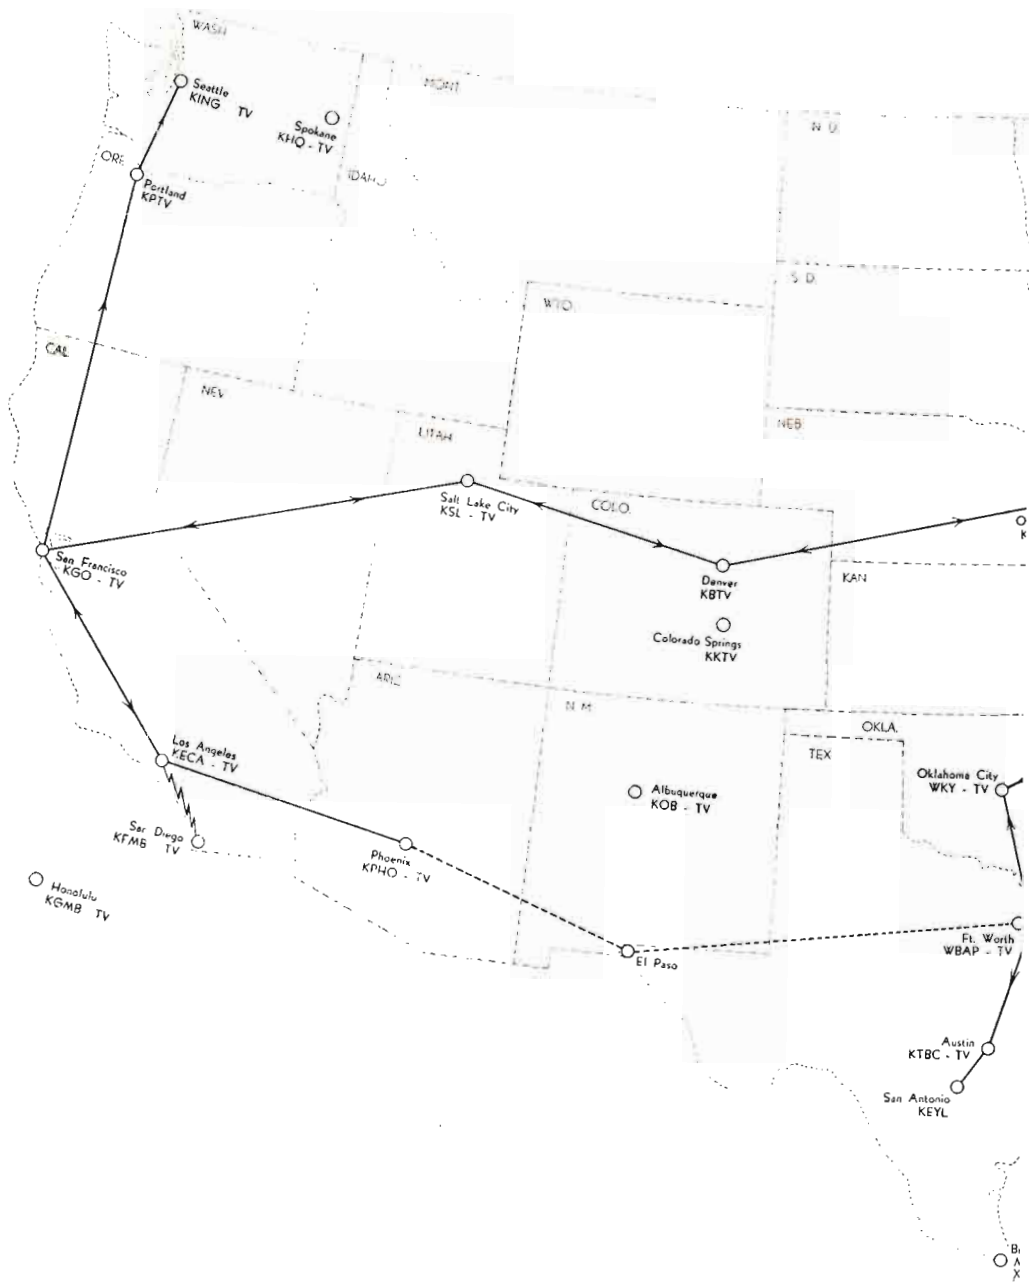 WASH
MONT
N. D.
Seattle
KING TV
Spokane
KHQ - TV
ORE
IDAHO
Portland
KPTV
S. D.
WYO.
CAL.
NEV.
UTAH
NEB
Salt Lake City
KSL - TV
COLO.
K
San Francisco
KGO - TV
Denver
KBTV
KAN
Colorado Springs
KKTV
ARIZ
N. M.
OKLA.
TEX
Los Angeles
KECA - TV
Oklahoma City
WKY - TV
Albuquerque
KOB - TV
San Diego
KFMB TV
Phoenix
KPHO - TV
Honolulu
KGMB TV
El Paso
Ft. Worth
WBAP - TV
Austin
KTBC - TV
San Antonio
KEYL
X